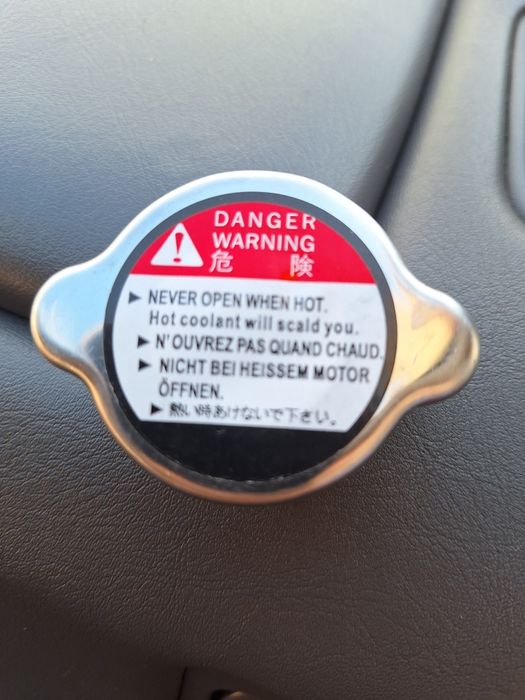 DANGER
WARNING
危 険
▶ NEVER OPEN WHEN HOT.
Hot coolant will scald you.
▶ N'OUVREZ PAS QUAND CHAUD.
▶ NICHT BEI HEISSEM MOTOR
ÖFFNEN.
▶ 熱い時あけないで下さい。